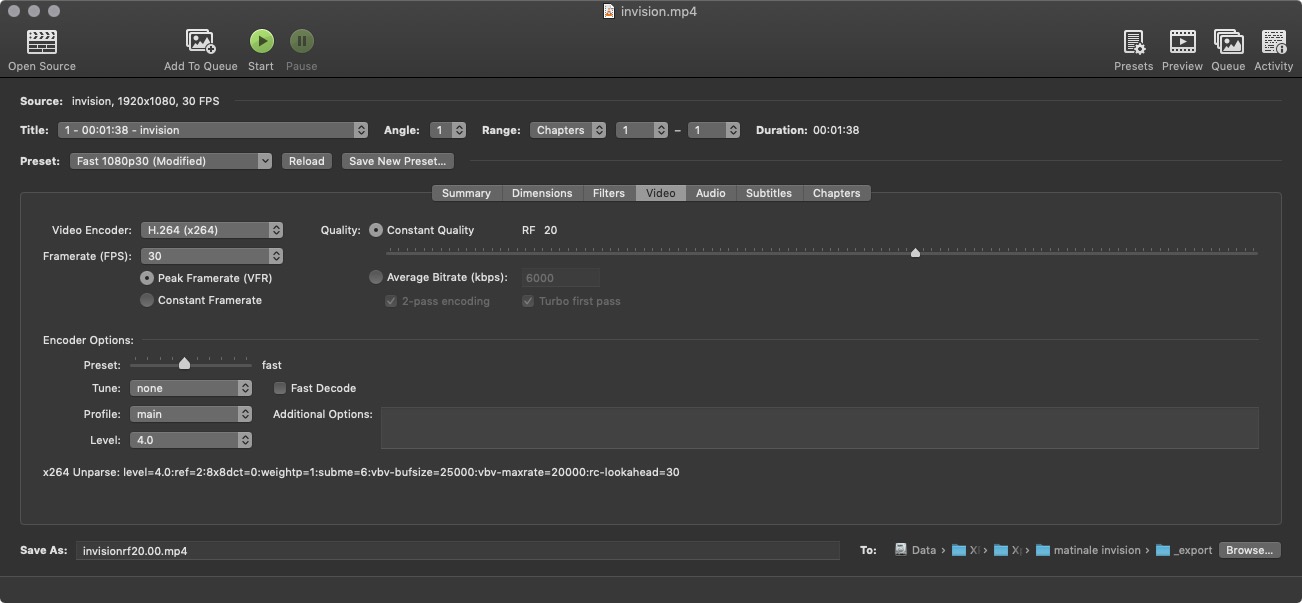 invision.mp4
Open Source Add To Queue Start Pause Presets Preview Queue Activity
Source: invision, 1920x1080, 30 FPS
Title: 1 - 00:01:38 - invision Angle: 1 Range: Chapters 1 – 1 Duration: 00:01:38
Preset: Fast 1080p30 (Modified) Reload Save New Preset...
Summary Dimensions Filters Video Audio Subtitles Chapters
Video Encoder: H.264 (x264) Quality: Constant Quality RF 20
Framerate (FPS): 30
Peak Framerate (VFR) Average Bitrate (kbps): 6000
Constant Framerate 2-pass encoding Turbo first pass
Encoder Options:
Preset: fast
Tune: none Fast Decode
Profile: main Additional Options:
Level: 4.0
x264 Unparse: level=4.0:ref=2:8x8dct=0:weightp=1:subme=6:vbv-bufsize=25000:vbv-maxrate=20000:rc-lookahead=30
Save As: invisionrf20.00.mp4 To: Data › › › matinale invision › _export Browse...